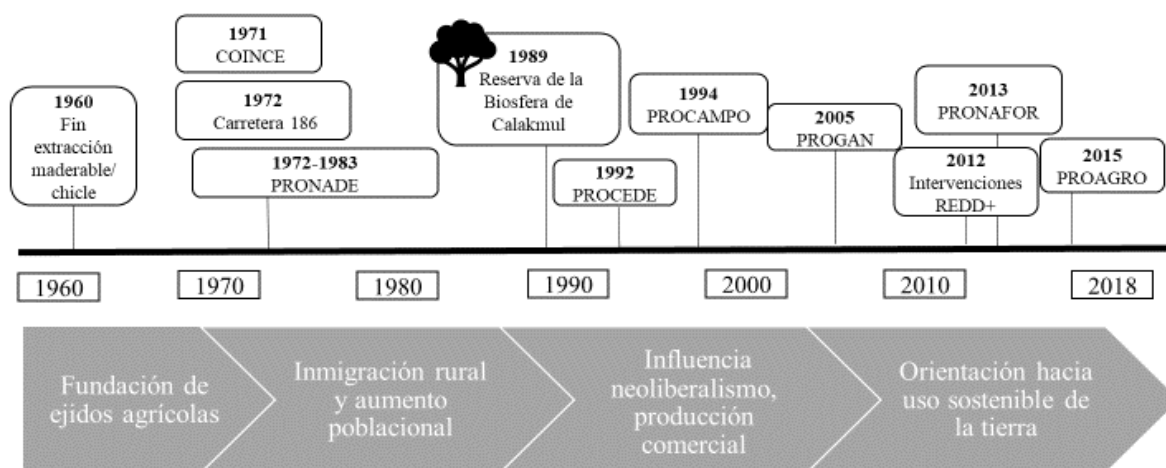 1960
Fin
extracción
maderable/
chicle
1971
COINCE
1972
Carretera 186
1972-1983
PRONADE
1989
Reserva de la
Biosfera de
Calakmul
1992
PROCEDE
1994
PROCAMPO
2005
PROGAN
2013
PRONAFOR
2012
Intervenciones
REDD+
2015
PROAGRO
1960
1970
1980
1990
2000
2010
2018
Fundación de
ejidos agrícolas
Inmigración rural
y aumento
poblacional
Influencia
neoliberalismo,
producción
comercial
Orientación hacia
uso sostenible de
la tierra